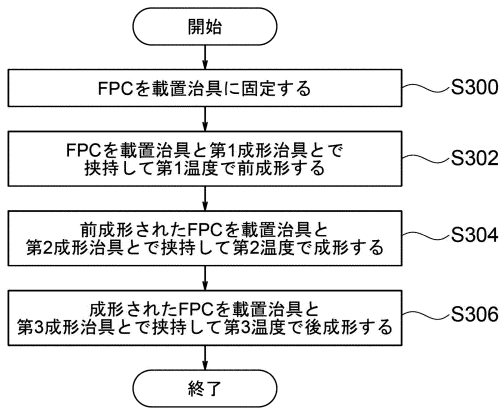 開始
FPCを載置治具に固定する
S300
FPCを載置治具と第1成形治具とで
挟持して第1温度で前成形する
S302
前成形されたFPCを載置治具と
第2成形治具とで挟持して第2温度で成形する
S304
成形されたFPCを載置治具と
第3成形治具とで挟持して第3温度で後成形する
S306
終了